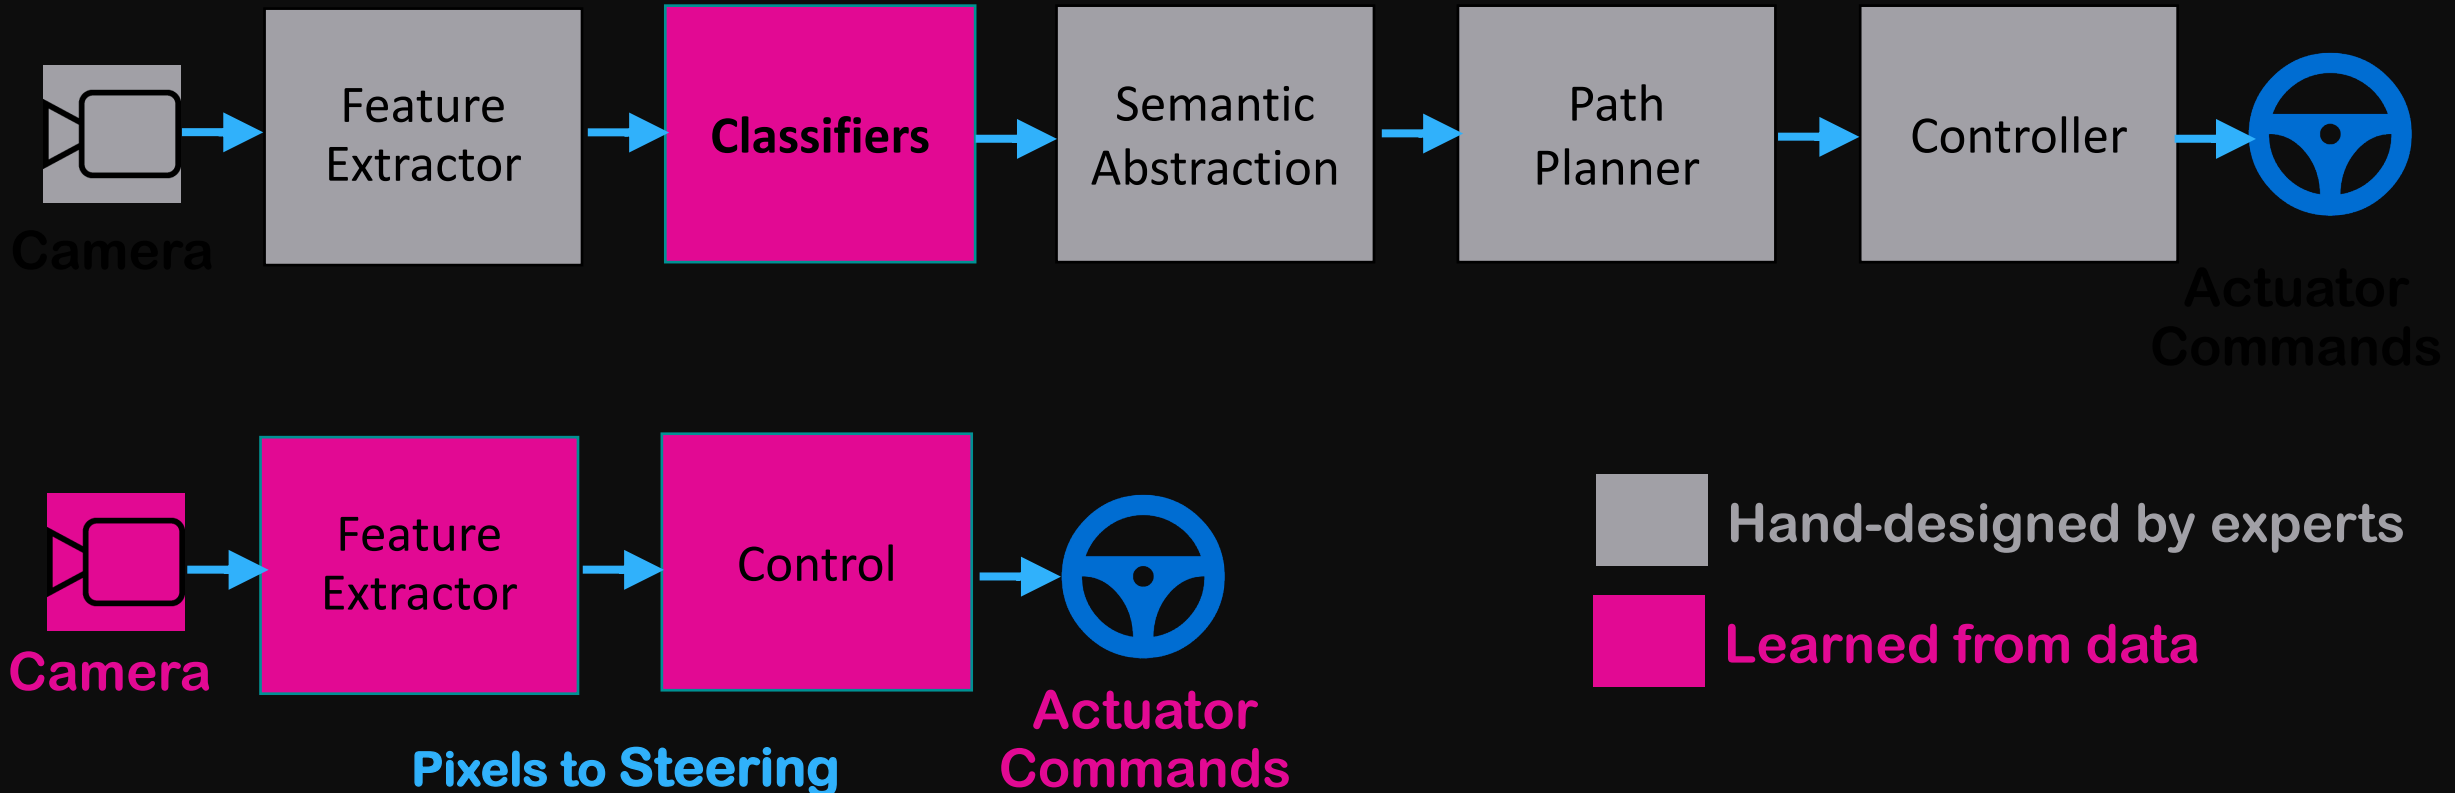 Feature
Extractor
Classifiers
Semantic
Abstraction
Path
Planner
Controller
Camera
Actuator
Commands
Feature
Extractor
Control
Camera
Actuator
Commands
Pixels to Steering
Hand-designed by experts
Learned from data